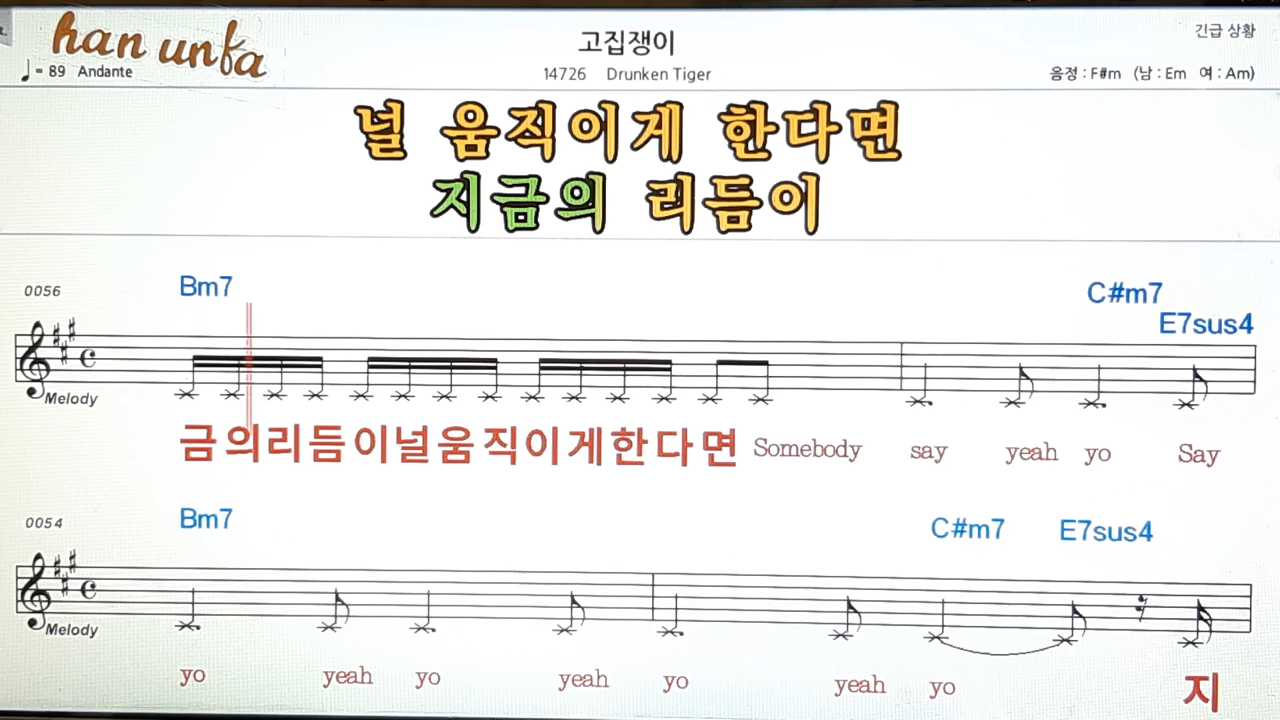 han unfa
고집쟁이
긴급 상황
♩= 89 Andante
14726 Drunken Tiger
음정 : F#m (남 : Em 여 : Am)
널 움직이게 한다면
지금의 리듬이
0056
Bm7 C#m7 E7sus4
Melody
금의리듬이널움직이게한다면 Somebody say yeah yo Say
0054
Bm7 C#m7 E7sus4
Melody
yo yeah yo yeah yo yeah yo 지